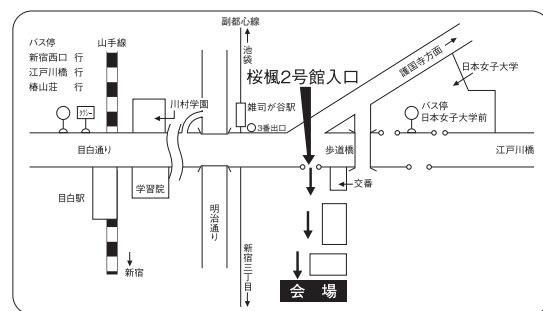 副都心線
バス停
新宿西口 行
江戸川橋 行
椿山荘 行
山手線
池袋
護国寺方面
日本女子大学
桜楓2号館入口
川村学園
雑司が谷駅
3番出口
タクシー
バス停
日本女子大学前
目白通り
歩道橋
江戸川橋
交番
目白駅
学習院
明治通り
新宿三丁目
新宿
会場